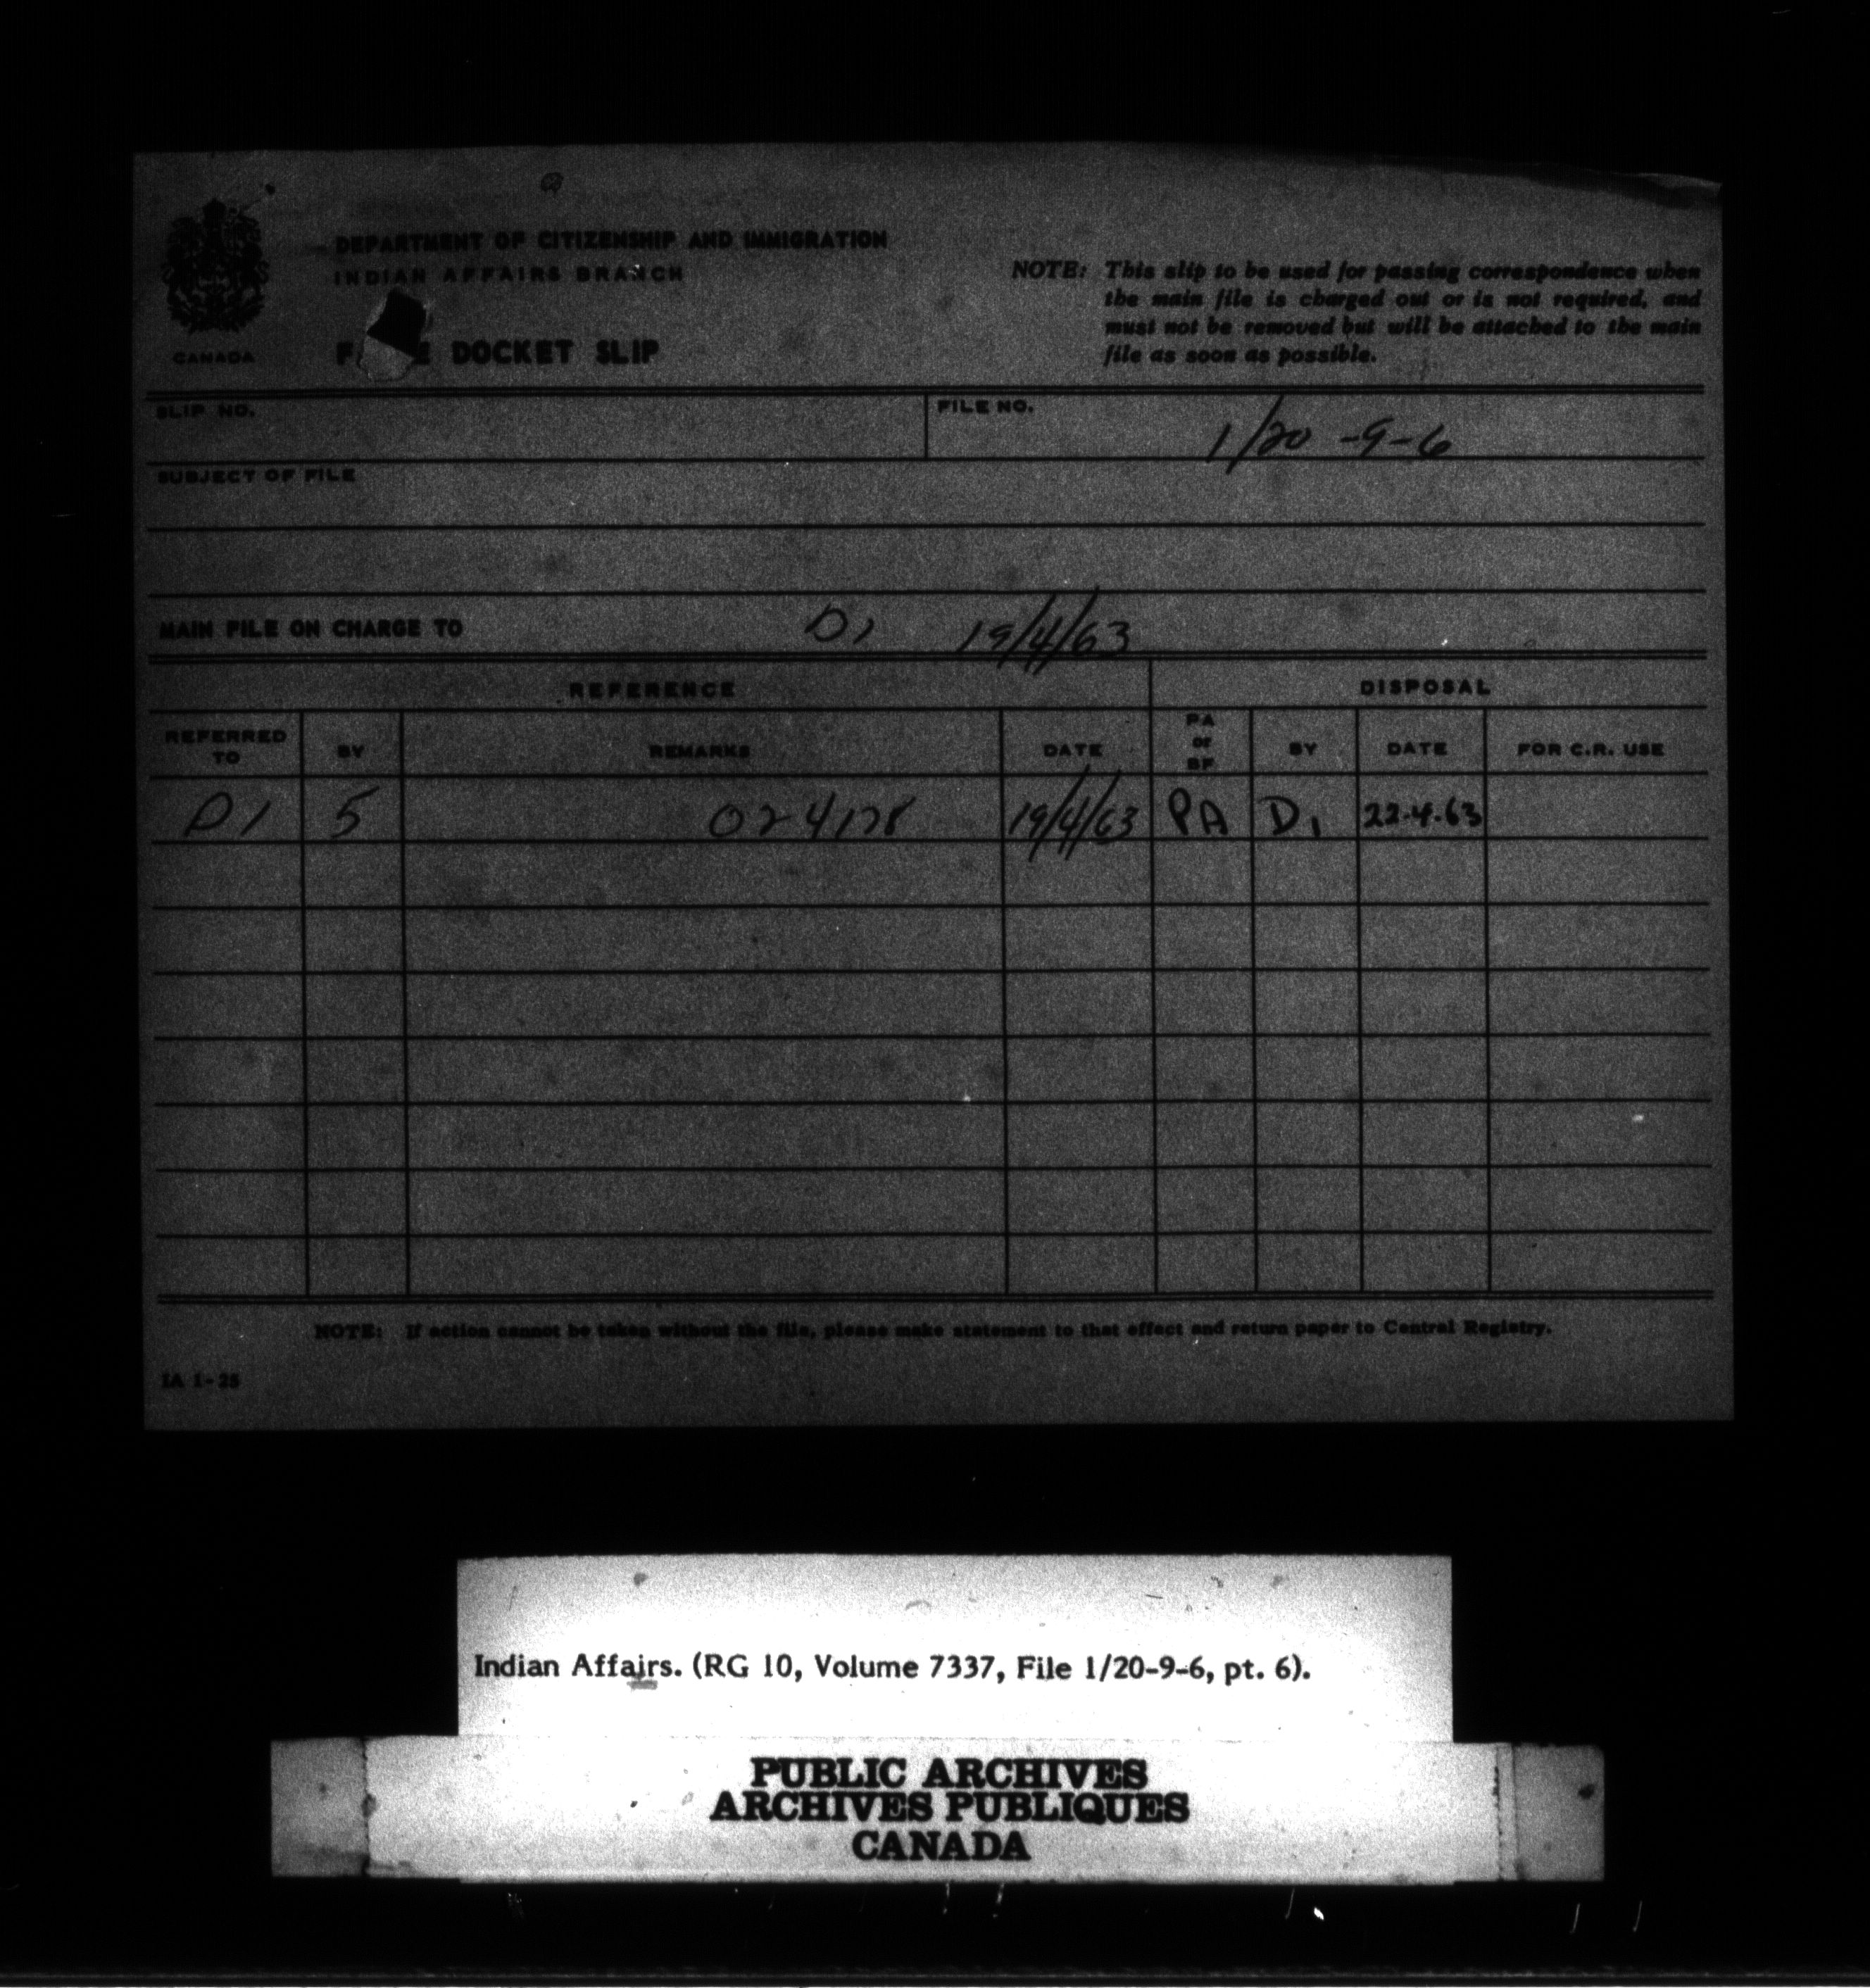 DEPARTMENT OF CITIZENSHIP AND IMMIGRATION
INDIAN AFFAIRS BRANCH
CANADA
DOCKET SLIP
NOTE: This slip to be used for passing correspondence when
the main file is charged out or is not required, and
must not be removed but will be attached to the main
file as soon as possible.
SLIP NO.
FILE NO.
1/20-9-6
SUBJECT OF FILE
MAIN FILE ON CHARGE TO D1 19/4/63
REFERENCE DISPOSAL
REFERRED TO BY REMARKS DATE PA or BF BY DATE FOR C.R. USE
D1 5 024128 19/4/63 PA D1 22-4-63
NOTE: If action cannot be taken without the file, please make statement to that effect and return paper to Central Registry.
IA 1-25
Indian Affairs. (RG 10, Volume 7337, File 1/20-9-6, pt. 6).
PUBLIC ARCHIVES
ARCHIVES PUBLIQUES
CANADA